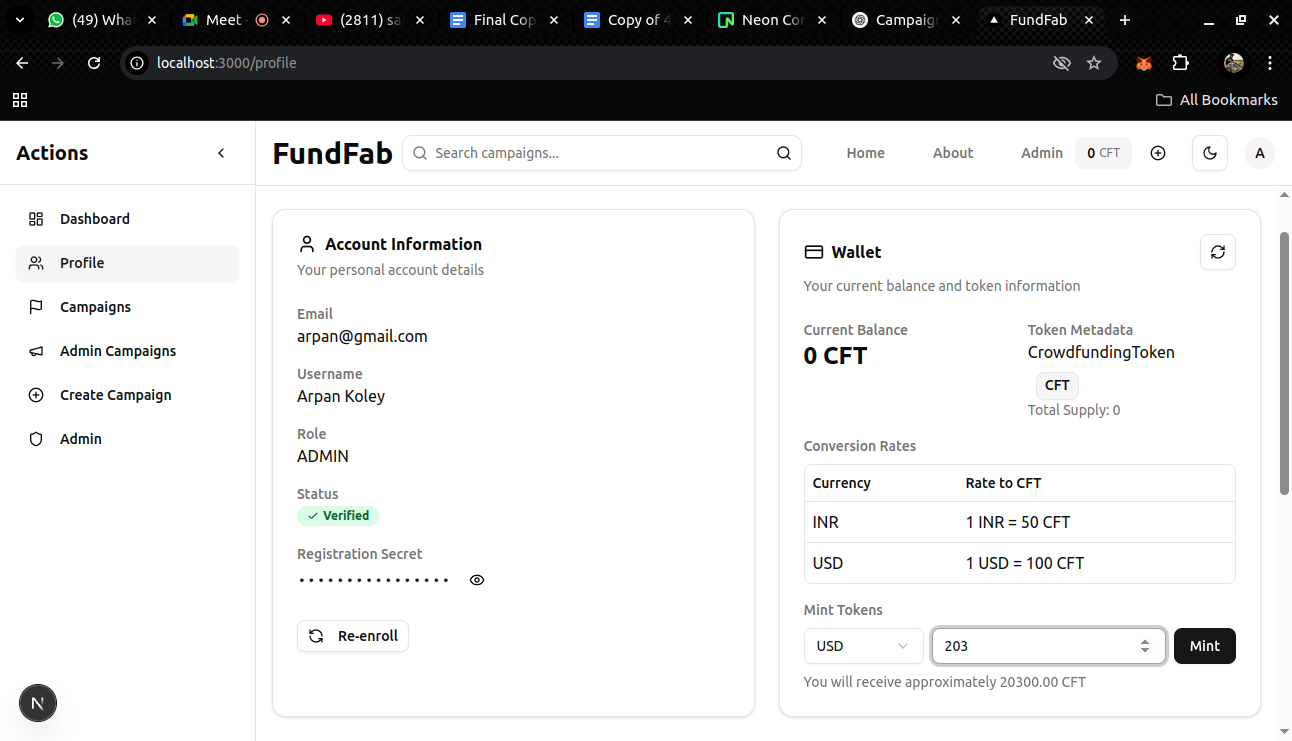 (49) Wha
Meet -
(2811) sa
Final Cop
Copy of 4
Neon Cor
Campaign
FundFab
localhost:3000/profile
All Bookmarks
Actions
FundFab
Search campaigns...
Home
About
Admin
0 CFT
A
Dashboard
Profile
Campaigns
Admin Campaigns
Create Campaign
Admin
N
Account Information
Your personal account details
Email
arpan@gmail.com
Username
Arpan Koley
Role
ADMIN
Status
Verified
Registration Secret
••••••••••••••••
Re-enroll
Wallet
Your current balance and token information
Current Balance
0 CFT
Token Metadata
CrowdfundingToken
CFT
Total Supply: 0
Conversion Rates
Currency Rate to CFT
INR 1 INR = 50 CFT
USD 1 USD = 100 CFT
Mint Tokens
USD 203 Mint
You will receive approximately 20300.00 CFT